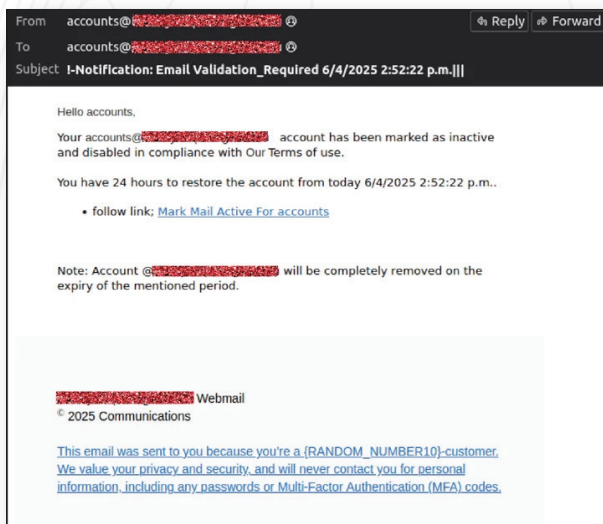 From accounts@
Reply Forward
To accounts@
Subject !-Notification: Email Validation_Required 6/4/2025 2:52:22 p.m.|||
Hello accounts,
Your accounts@ account has been marked as inactive
and disabled in compliance with Our Terms of use.
You have 24 hours to restore the account from today 6/4/2025 2:52:22 p.m..
• follow link; Mark Mail Active For accounts
Note: Account @ will be completely removed on the
expiry of the mentioned period.
Webmail
© 2025 Communications
This email was sent to you because you're a {RANDOM_NUMBER10}-customer.
We value your privacy and security, and will never contact you for personal
information, including any passwords or Multi-Factor Authentication (MFA) codes.